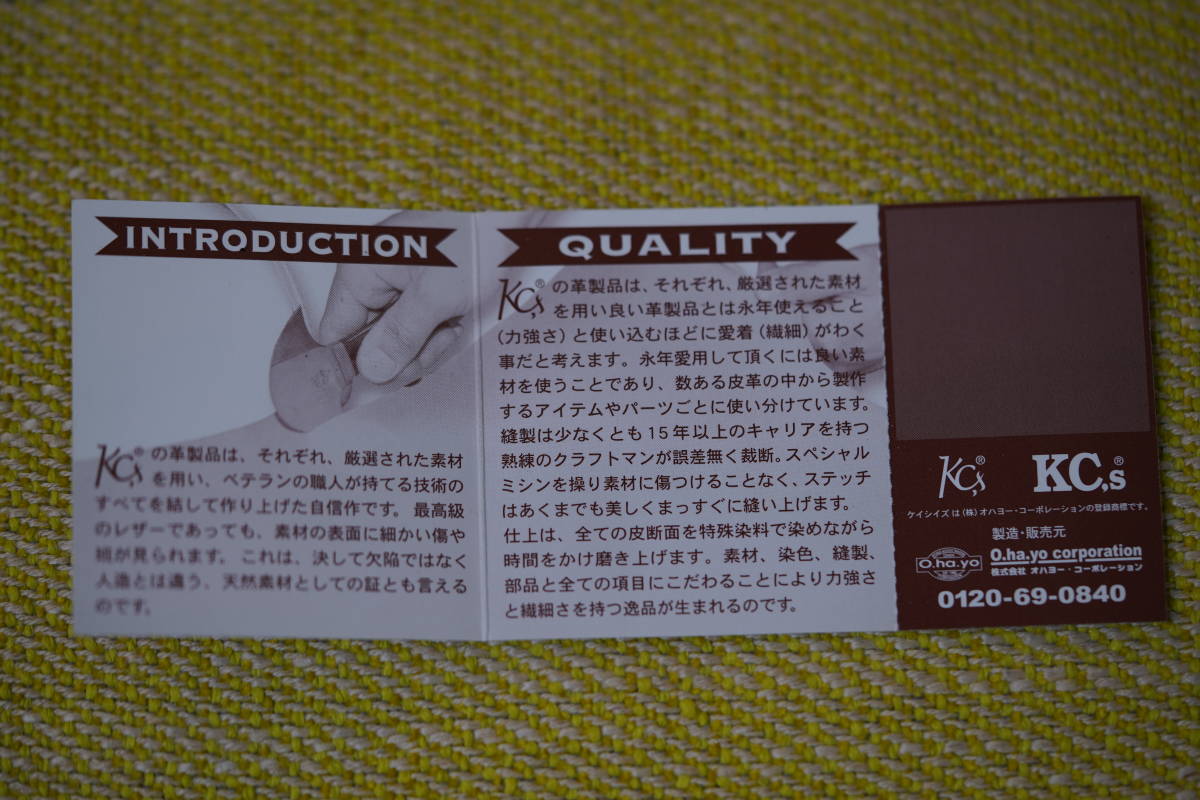 INTRODUCTION
KC,s®の革製品は、それぞれ、厳選された素材
を用い、ベテランの職人が持てる技術の
すべてを結して作り上げた自信作です。最高級
のレザーであっても、素材の表面に細かい傷や
組が見られます。これは、決して欠陥ではなく
人造とは違う、天然素材としての証とも言える
のです。
QUALITY
KC,s®の革製品は、それぞれ、厳選された素材
を用い良い革製品とは永年使えること
(力強さ)と使い込むほどに愛着(繊細)がわく
事だと考えます。永年愛用して頂くには良い素
材を使うことであり、数ある皮革の中から製作
するアイテムやパーツごとに使い分けています。
縫製は少なくとも15年以上のキャリアを持つ
熟練のクラフトマンが誤差無く裁断。スペシャル
ミシンを操り素材に傷つけることなく、ステッチ
はあくまでも美しくまっすぐに縫い上げます。
仕上は、全ての皮断面を特殊染料で染めながら
時間をかけ磨き上げます。素材、染色、縫製、
部品と全ての項目にこだわることにより力強さ
と繊細さを持つ逸品が生まれるのです。
KC,s® KC,s®
ケイシイズ は(株)オハヨー・コーポレーションの登録商標です。
製造・販売元
O.ha.yo O.ha.yo corporation
株式会社 オハヨー・コーポレーション
0120-69-0840